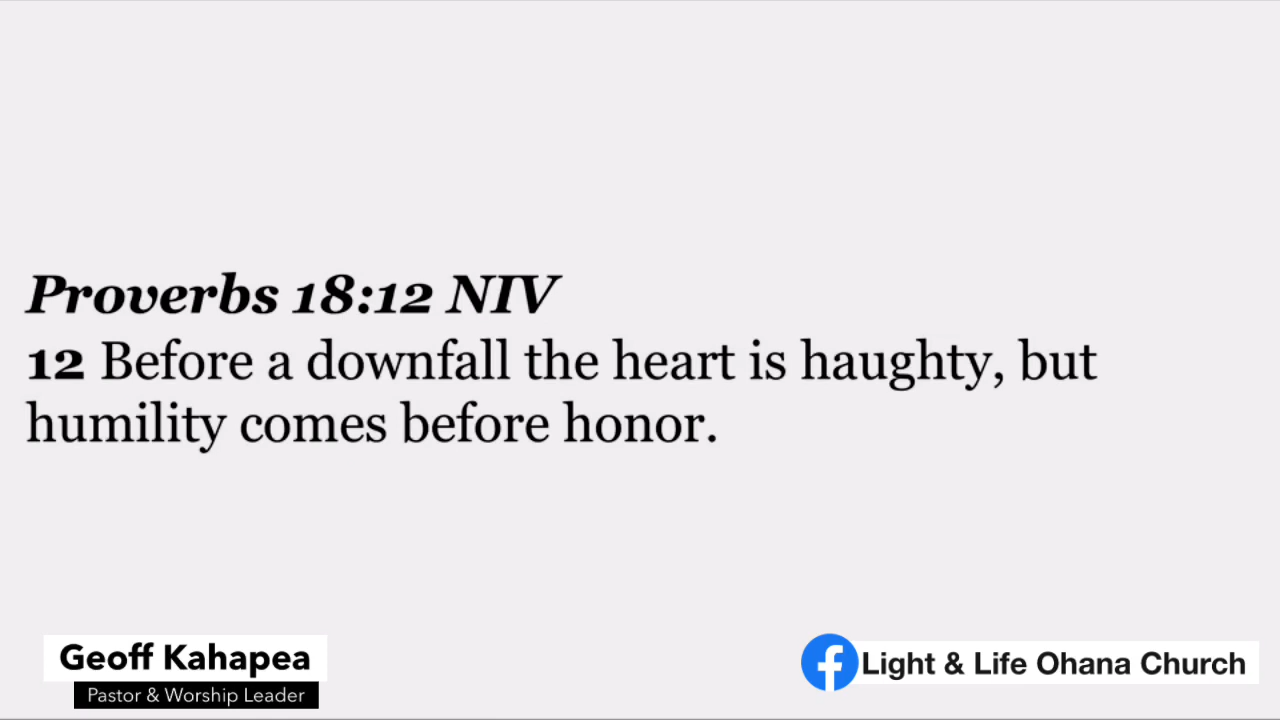 Proverbs 18:12 NIV
12 Before a downfall the heart is haughty, but
humility comes before honor.
Geoff Kahapea
Pastor & Worship Leader
Light & Life Ohana Church